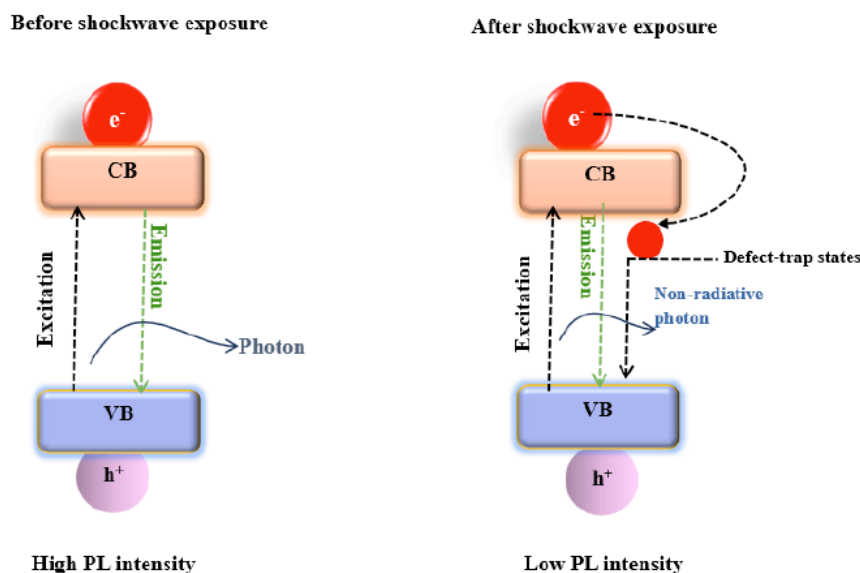 Before shockwave exposure
e-
CB
Excitation
Emission
Photon
VB
h+
High PL intensity
After shockwave exposure
e-
CB
Defect-trap states
Excitation
Emission
Non-radiative
photon
VB
h+
Low PL intensity